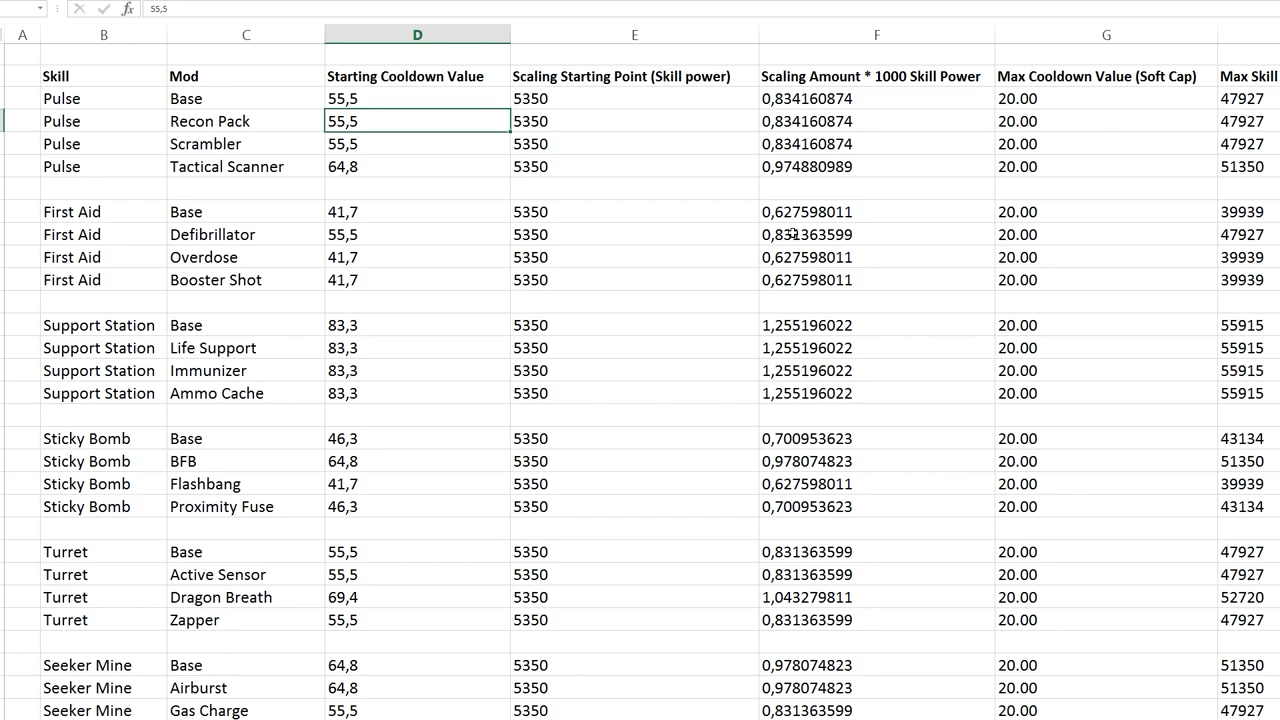 fx 55,5
A B C D E F G
Skill Mod Starting Cooldown Value Scaling Starting Point (Skill power) Scaling Amount * 1000 Skill Power Max Cooldown Value (Soft Cap) Max Skill
Pulse Base 55,5 5350 0,834160874 20.00 47927
Pulse Recon Pack 55,5 5350 0,834160874 20.00 47927
Pulse Scrambler 55,5 5350 0,834160874 20.00 47927
Pulse Tactical Scanner 64,8 5350 0,974880989 20.00 51350
First Aid Base 41,7 5350 0,627598011 20.00 39939
First Aid Defibrillator 55,5 5350 0,831363599 20.00 47927
First Aid Overdose 41,7 5350 0,627598011 20.00 39939
First Aid Booster Shot 41,7 5350 0,627598011 20.00 39939
Support Station Base 83,3 5350 1,255196022 20.00 55915
Support Station Life Support 83,3 5350 1,255196022 20.00 55915
Support Station Immunizer 83,3 5350 1,255196022 20.00 55915
Support Station Ammo Cache 83,3 5350 1,255196022 20.00 55915
Sticky Bomb Base 46,3 5350 0,700953623 20.00 43134
Sticky Bomb BFB 64,8 5350 0,978074823 20.00 51350
Sticky Bomb Flashbang 41,7 5350 0,627598011 20.00 39939
Sticky Bomb Proximity Fuse 46,3 5350 0,700953623 20.00 43134
Turret Base 55,5 5350 0,831363599 20.00 47927
Turret Active Sensor 55,5 5350 0,831363599 20.00 47927
Turret Dragon Breath 69,4 5350 1,043279811 20.00 52720
Turret Zapper 55,5 5350 0,831363599 20.00 47927
Seeker Mine Base 64,8 5350 0,978074823 20.00 51350
Seeker Mine Airburst 64,8 5350 0,978074823 20.00 51350
Seeker Mine Gas Charge 55,5 5350 0,831363599 20.00 47927